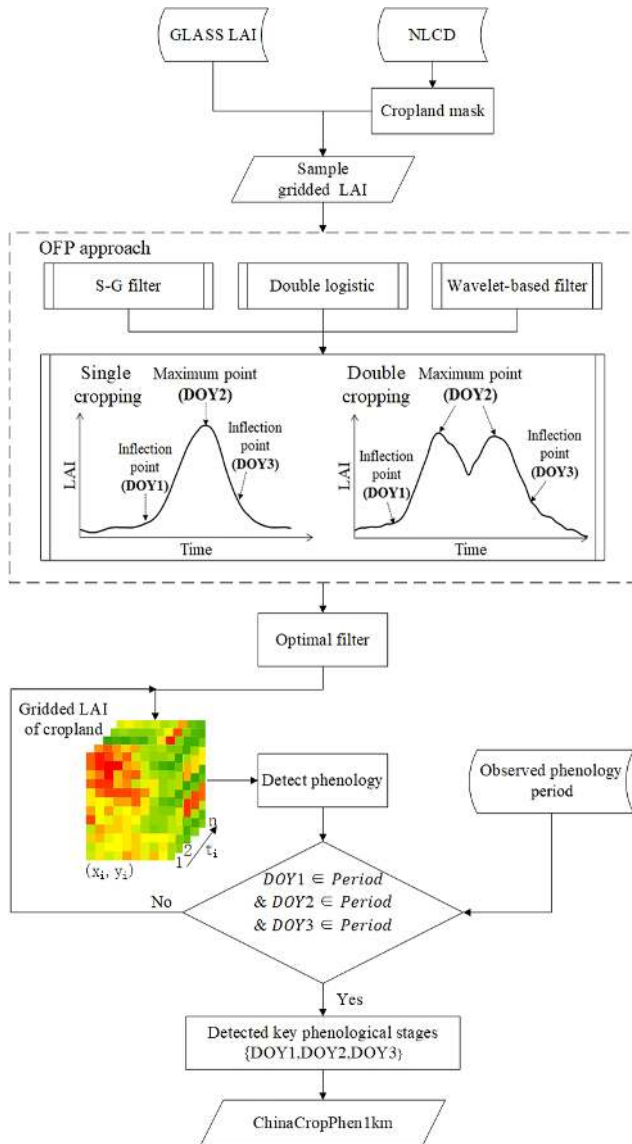 GLASS LAI
NLCD
Cropland mask
Sample
gridded LAI
OFP approach
S-G filter
Double logistic
Wavelet-based filter
Single
cropping
Maximum point
(DOY2)
Inflection
point
(DOY1)
Inflection
point
(DOY3)
LAI
Time
Double
cropping
Maximum point
(DOY2)
Inflection
point
(DOY1)
Inflection
point
(DOY3)
LAI
Time
Optimal filter
Gridded LAI
of cropland
(xi, yi)
1 2 n
ti
Detect phenology
Observed phenology
period
DOY1 ∈ Period
& DOY2 ∈ Period
& DOY3 ∈ Period
No
Yes
Detected key phenological stages
{DOY1,DOY2,DOY3}
ChinaCropPhen1km